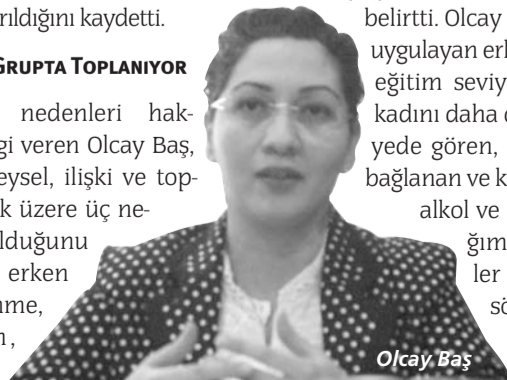 rıldığını kaydetti.
GRUPTA TOPLANIYOR
nedenleri hak-
gi veren Olcay Baş,
eysel, ilişki ve top-
k üzere üç ne-
lduğunu
erken
nme,
n,
belirtti. Olcay
uygulayan erk
eğitim seviy
kadını daha d
yede gören,
bağlanan ve k
alkol ve
ğım
ler
sö
Olcay Baş